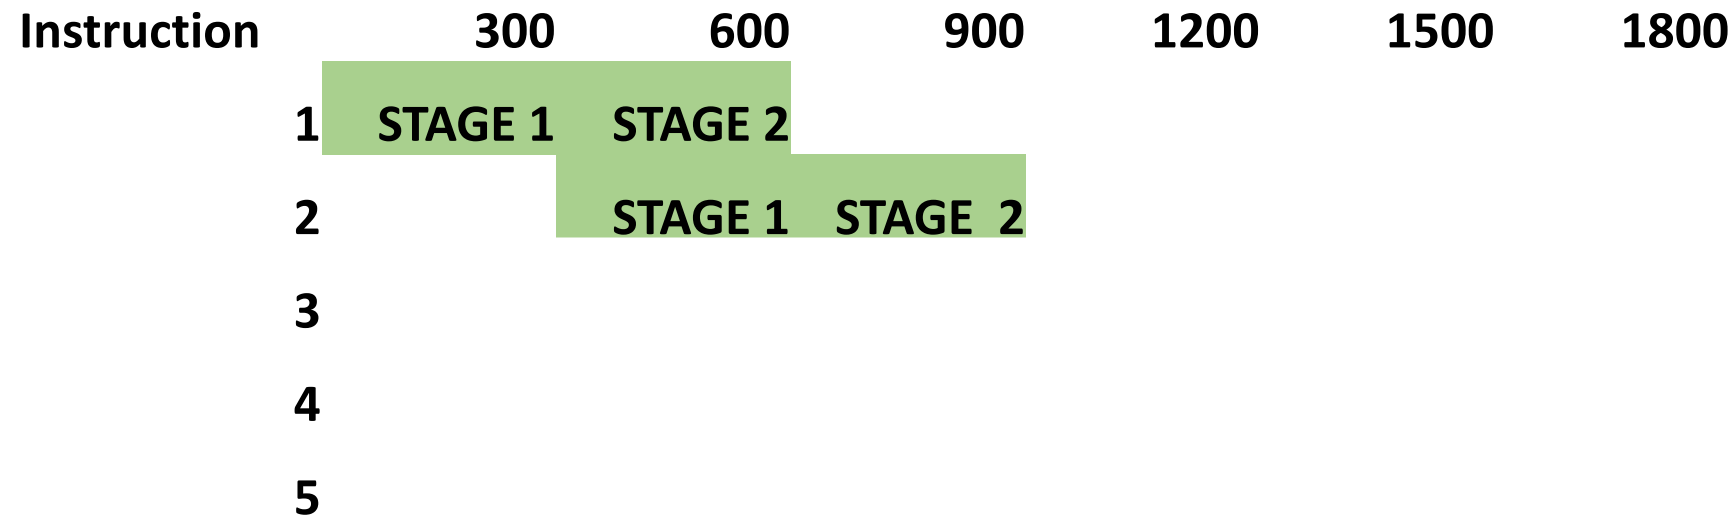 Instruction 300 600 900 1200 1500 1800
1 STAGE 1 STAGE 2
2 STAGE 1 STAGE  2
3
4
5